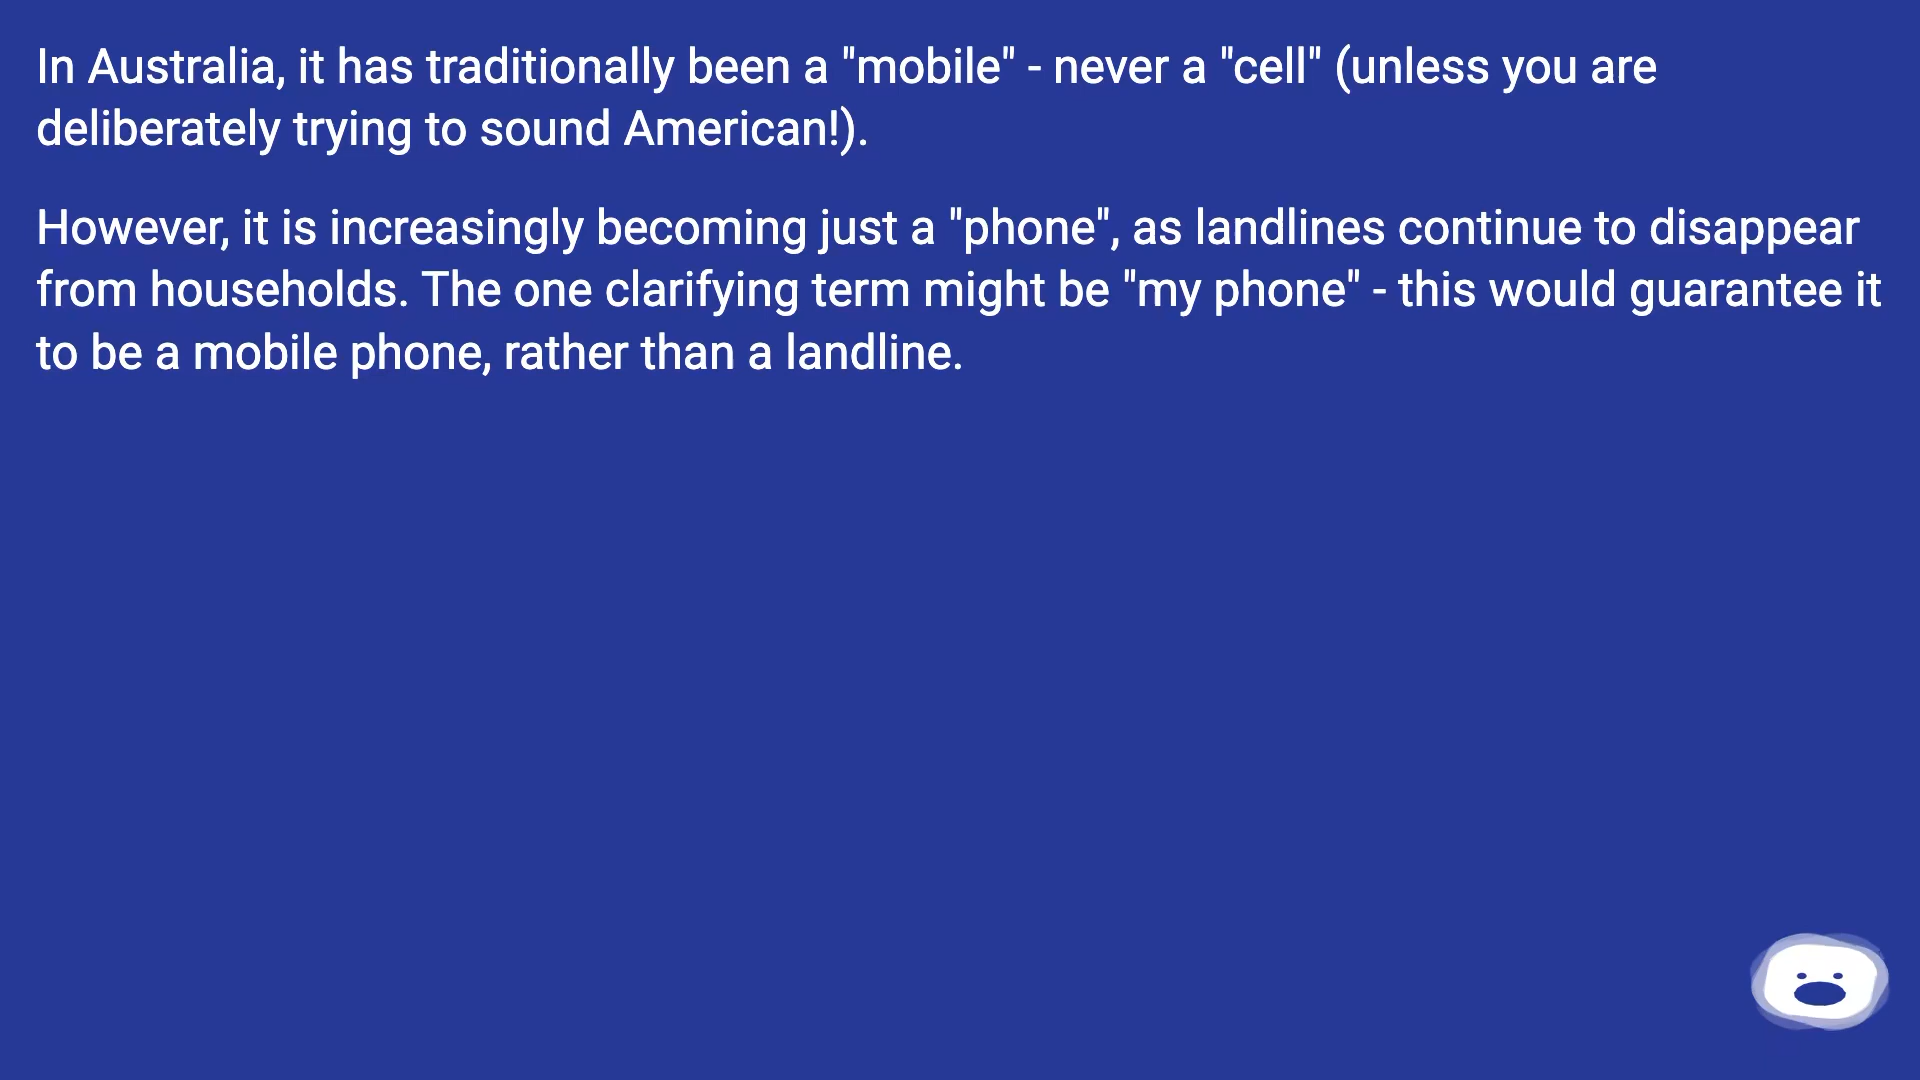 In Australia, it has traditionally been a "mobile" - never a "cell" (unless you are
deliberately trying to sound American!).
However, it is increasingly becoming just a "phone", as landlines continue to disappear
from households. The one clarifying term might be "my phone" - this would guarantee it
to be a mobile phone, rather than a landline.